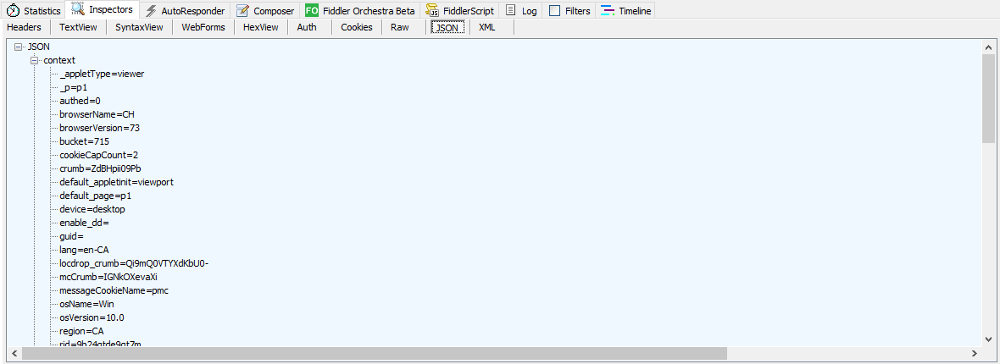 Statistics Inspectors AutoResponder Composer FO Fiddler Orchestra Beta JS FiddlerScript Log Filters Timeline
Headers TextView SyntaxView WebForms HexView Auth Cookies Raw JSON XML
JSON
context
_appletType=viewer
_p=p1
authed=0
browserName=CH
browserVersion=73
bucket=715
cookieCapCount=2
crumb=ZdBHpii09Pb
default_appletinit=viewport
default_page=p1
device=desktop
enable_dd=
guid=
lang=en-CA
locdrop_crumb=Qi9mQ0VTYXdKbU0-
mcCrumb=IGNkOXevaXi
messageCookieName=pmc
osName=Win
osVersion=10.0
region=CA
rid=9b24qtde9gt7m